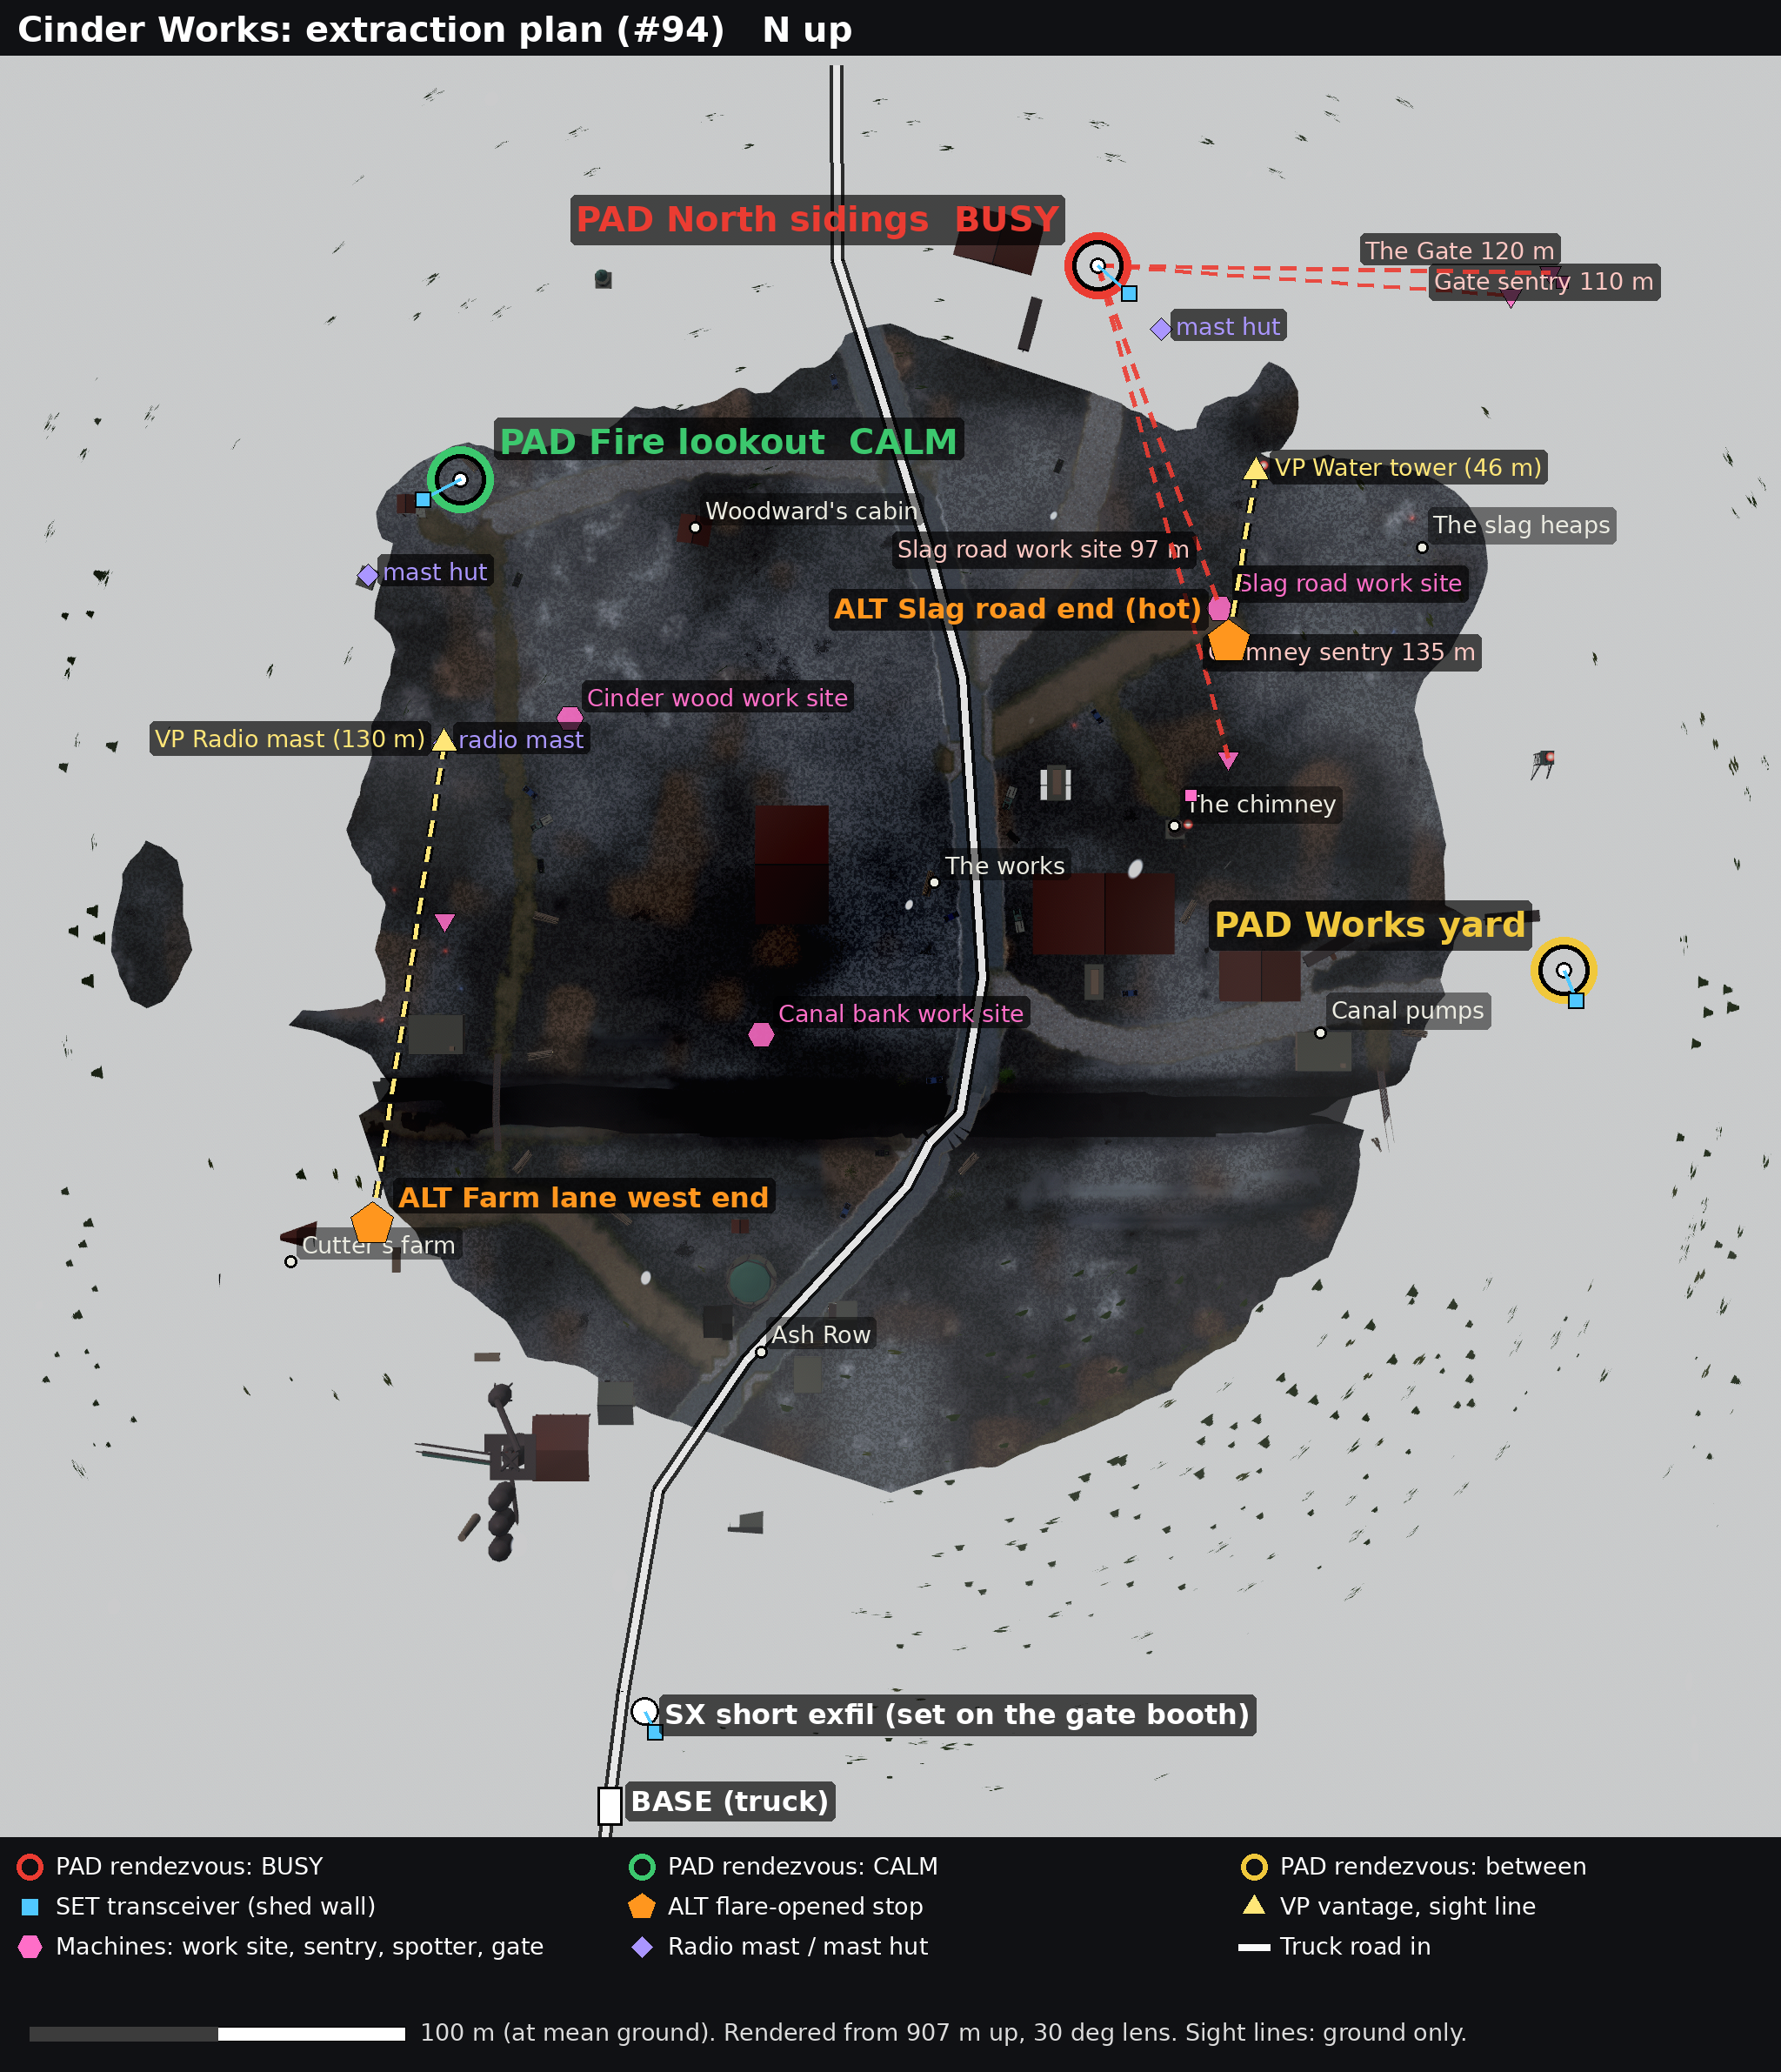 Cinder Works: extraction plan (#94) N up
PAD North sidings BUSY
The Gate 120 m
Gate sentry 110 m
mast hut
PAD Fire lookout CALM
VP Water tower (46 m)
Woodward's cabin
The slag heaps
Slag road work site 97 m
mast hut
Slag road work site
ALT Slag road end (hot)
mney sentry 135 m
Cinder wood work site
VP Radio mast (130 m)
radio mast
The chimney
The works
PAD Works yard
Canal bank work site
Canal pumps
ALT Farm lane west end
Cutter's farm
Ash Row
SX short exfil (set on the gate booth)
BASE (truck)
PAD rendezvous: BUSY
PAD rendezvous: CALM
PAD rendezvous: between
SET transceiver (shed wall)
ALT flare-opened stop
VP vantage, sight line
Machines: work site, sentry, spotter, gate
Radio mast / mast hut
Truck road in
100 m (at mean ground). Rendered from 907 m up, 30 deg lens. Sight lines: ground only.